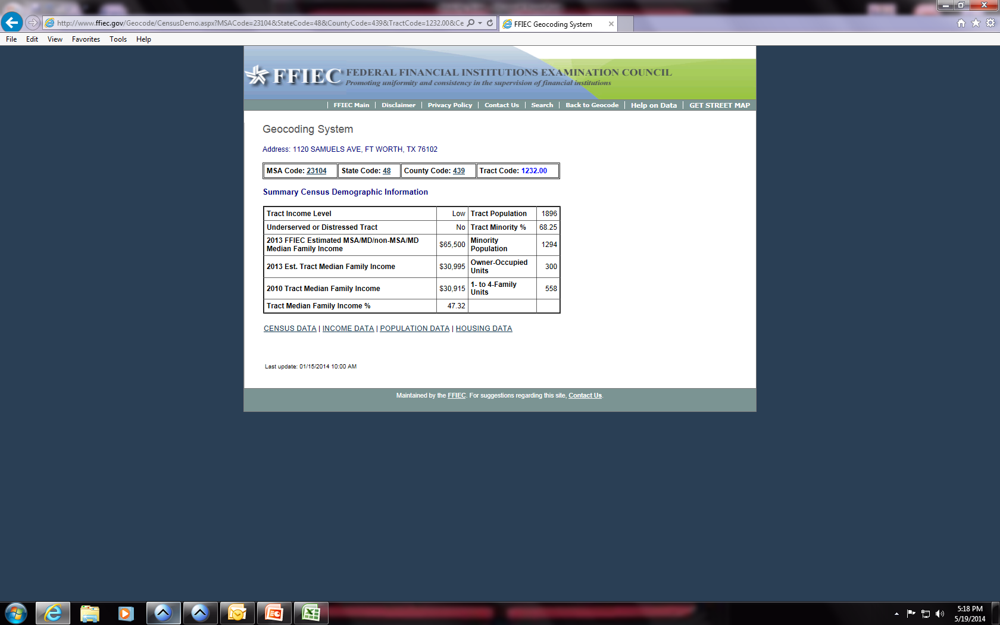 http://www.ffiec.gov/Geocode/CensusDemo.aspx?MSACode=23104&StateCode=48&CountyCode=439&TractCode=1232.00&Ce
FFIEC Geocoding System
File Edit View Favorites Tools Help
FFIEC
FEDERAL FINANCIAL INSTITUTIONS EXAMINATION COUNCIL
Promoting uniformity and consistency in the supervision of financial institutions
| FFIEC Main | Disclaimer | Privacy Policy | Contact Us | Search | Back to Geocode | Help on Data | GET STREET MAP
Geocoding System
Address: 1120 SAMUELS AVE, FT WORTH, TX 76102
MSA Code: 23104 State Code: 48 County Code: 439 Tract Code: 1232.00
Summary Census Demographic Information
Tract Income Level Low Tract Population 1896
Underserved or Distressed Tract No Tract Minority % 68.25
2013 FFIEC Estimated MSA/MD/non-MSA/MD
Median Family Income $65,500 Minority
Population 1294
2013 Est. Tract Median Family Income $30,995 Owner-Occupied
Units 300
2010 Tract Median Family Income $30,915 1- to 4-Family
Units 558
Tract Median Family Income % 47.32
CENSUS DATA | INCOME DATA | POPULATION DATA | HOUSING DATA
Last update: 01/15/2014 10:00 AM
Maintained by the FFIEC. For suggestions regarding this site, Contact Us.
5:18 PM
5/19/2014